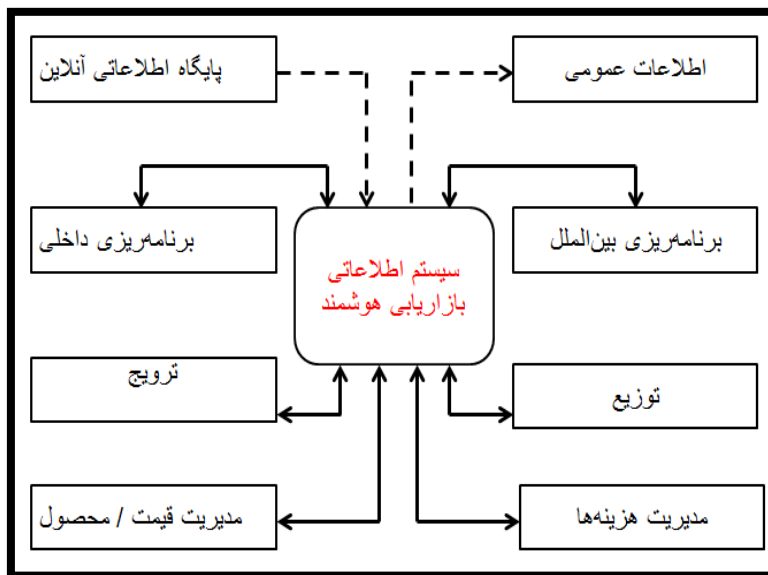 اطلاعات عمومی
پایگاه اطلاعاتی آنلاین
برنامه‌ریزی بین‌الملل
برنامه‌ریزی داخلی
سیستم اطلاعاتی
بازاریابی هوشمند
توزیع
ترویج
مدیریت هزینه‌ها
مدیریت قیمت / محصول